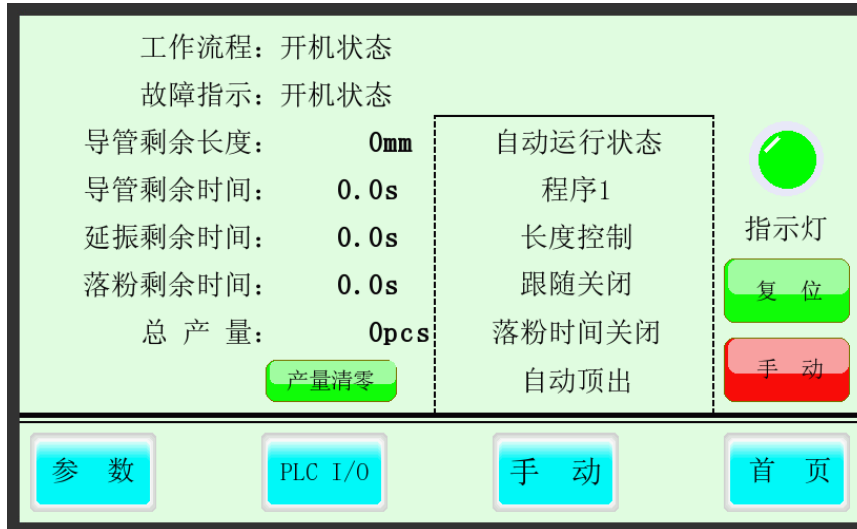 工作流程：开机状态
故障指示：开机状态
导管剩余长度： 0mm
导管剩余时间： 0.0s
延振剩余时间： 0.0s
落粉剩余时间： 0.0s
总 产 量： 0pcs
产量清零
自动运行状态
程序1
长度控制
跟随关闭
落粉时间关闭
自动顶出
指示灯
复 位
手 动
参 数
PLC I/O
手 动
首 页